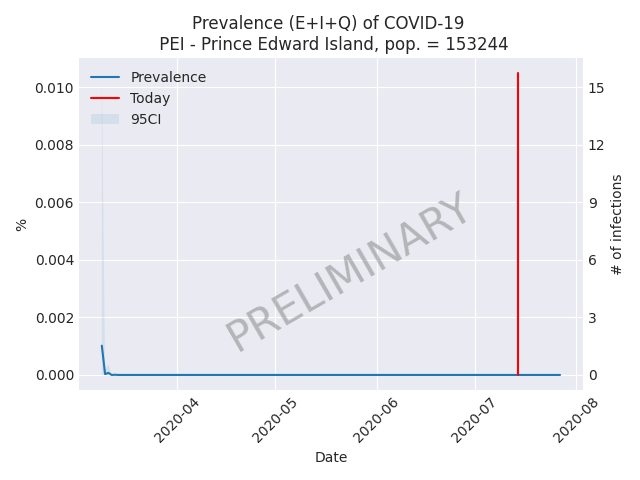 Prevalence (E+I+Q) of COVID-19
PEI - Prince Edward Island, pop. = 153244
Prevalence
Today
95CI
0.010
0.008
0.006
0.004
0.002
0.000
%
15
12
9
6
3
0
# of infections
PRELIMINARY
2020-04
2020-05
2020-06
2020-07
2020-08
Date